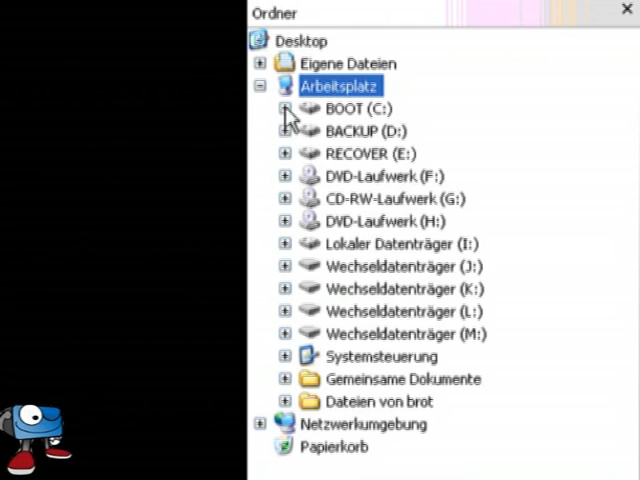 Ordner
Desktop
Eigene Dateien
Arbeitsplatz
BOOT (C:)
BACKUP (D:)
RECOVER (E:)
DVD-Laufwerk (F:)
CD-RW-Laufwerk (G:)
DVD-Laufwerk (H:)
Lokaler Datenträger (I:)
Wechseldatenträger (J:)
Wechseldatenträger (K:)
Wechseldatenträger (L:)
Wechseldatenträger (M:)
Systemsteuerung
Gemeinsame Dokumente
Dateien von brot
Netzwerkumgebung
Papierkorb